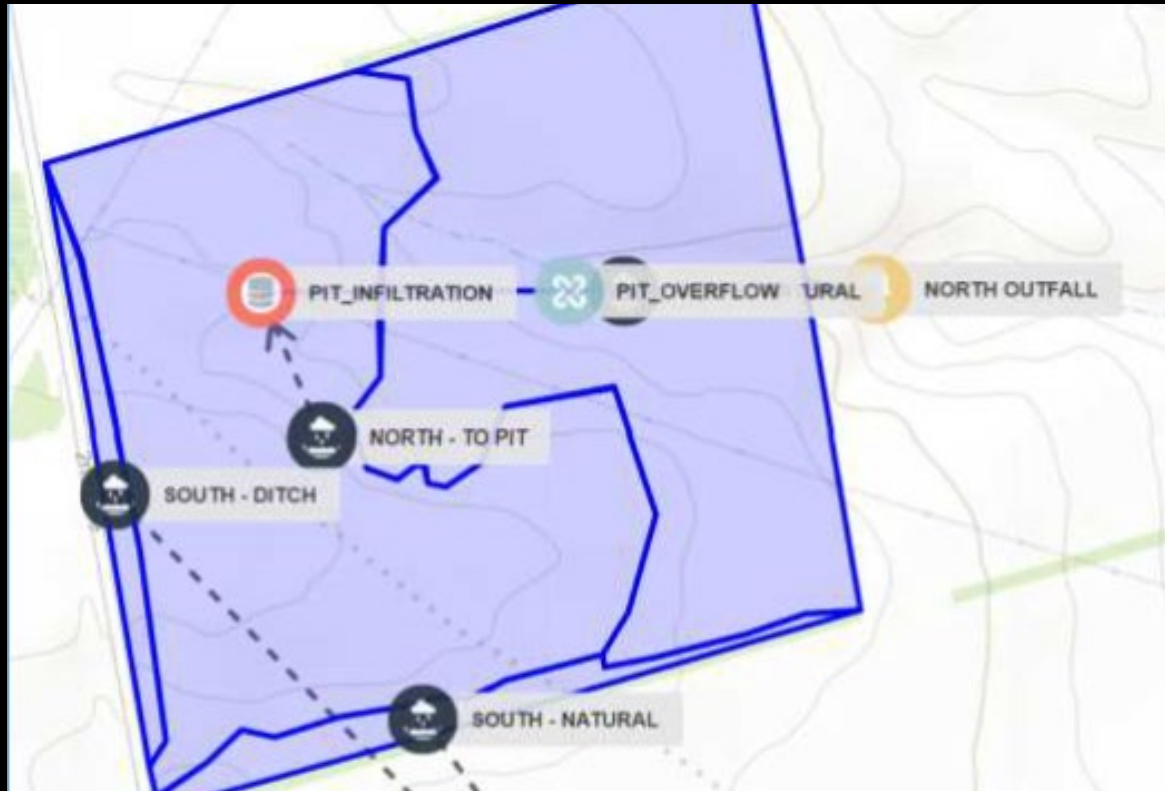 PIT_INFILTRATION
PIT_OVERFLOW
URAL
NORTH OUTFALL
NORTH - TO PIT
SOUTH - DITCH
SOUTH - NATURAL